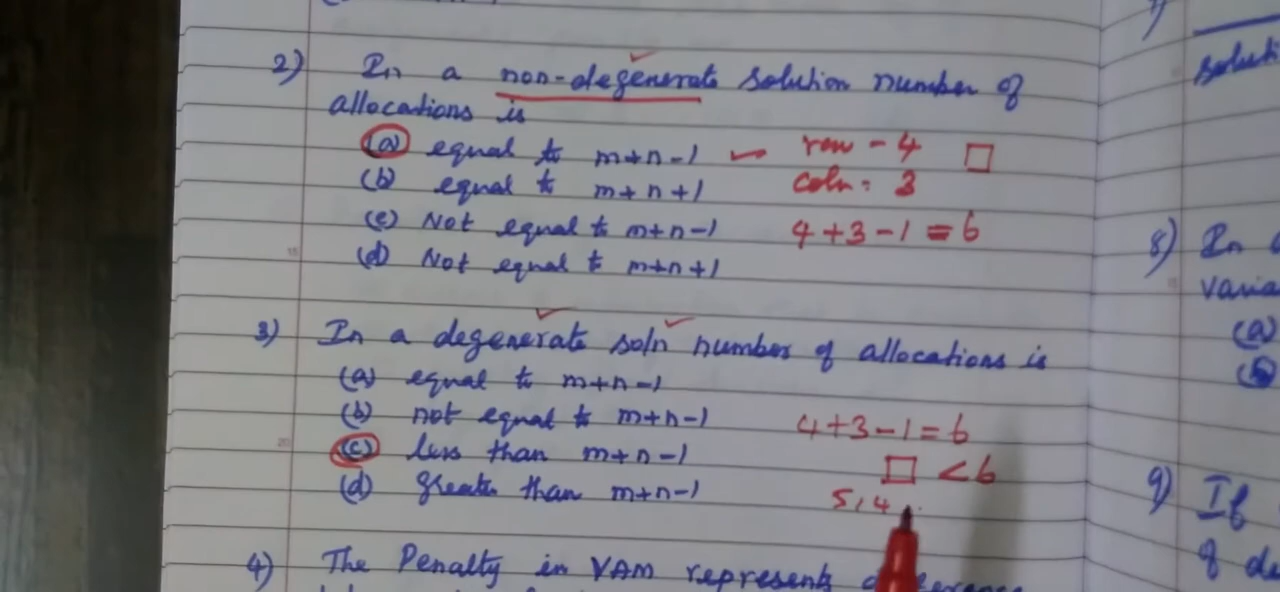 2) In a non-degenerate solution number of
allocations is
(a) equal to m+n-1 row - 4
(b) equal to m+n+1 coln: 3
(c) Not equal to m+n-1 4+3-1=6
(d) Not equal to m+n+1
3) In a degenerate soln number of allocations is
(a) equal to m+n-1
(b) not equal to m+n-1 4+3-1=6
(c) less than m+n-1 □ <6
(d) greater than m+n-1 5,4
4) The Penalty in VAM represents
soluti
8) In
varia
(a)
9) If
of de